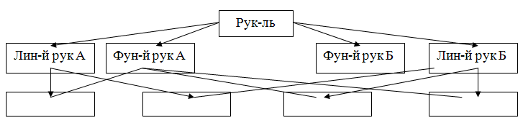 Рук-ль
Лин-й рук А
Фун-й рук А
Фун-й рук Б
Лин-й рук Б